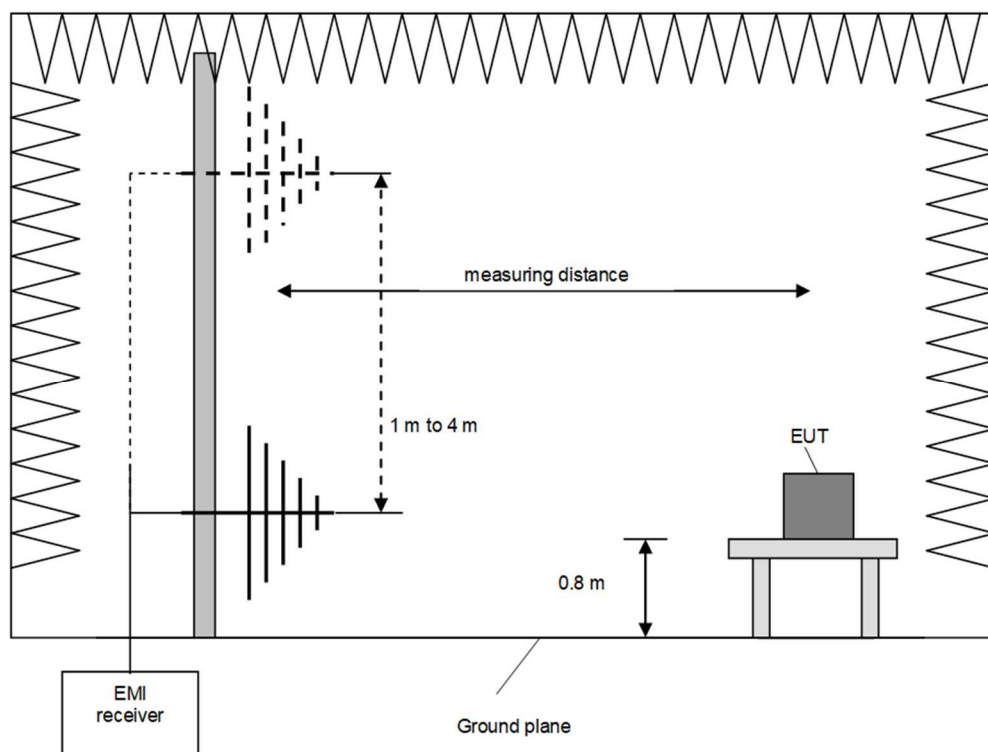 measuring distance
1 m to 4 m
EUT
0.8 m
EMI
receiver
Ground plane